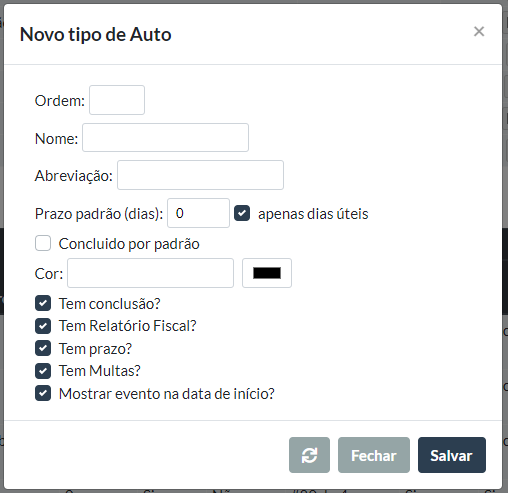 Novo tipo de Auto ×
Ordem:
Nome:
Abreviação:
Prazo padrão (dias): 0 apenas dias úteis
Concluido por padrão
Cor:
Tem conclusão?
Tem Relatório Fiscal?
Tem prazo?
Tem Multas?
Mostrar evento na data de início?
Fechar Salvar